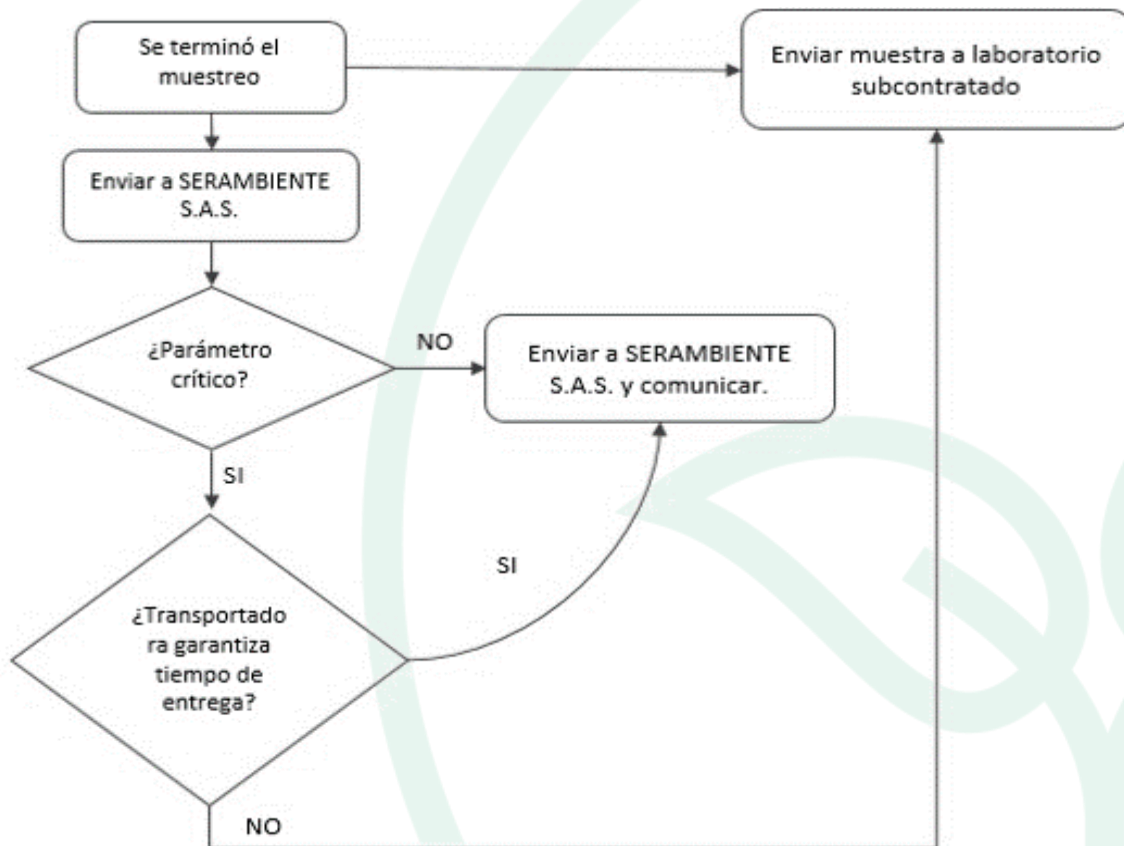 Se terminó el
muestreo
Enviar muestra a laboratorio
subcontratado
Enviar a SERAMBIENTE
S.A.S.
¿Parámetro
crítico?
NO
Enviar a SERAMBIENTE
S.A.S. y comunicar.
SI
¿Transportado
ra garantiza
tiempo de
entrega?
SI
NO